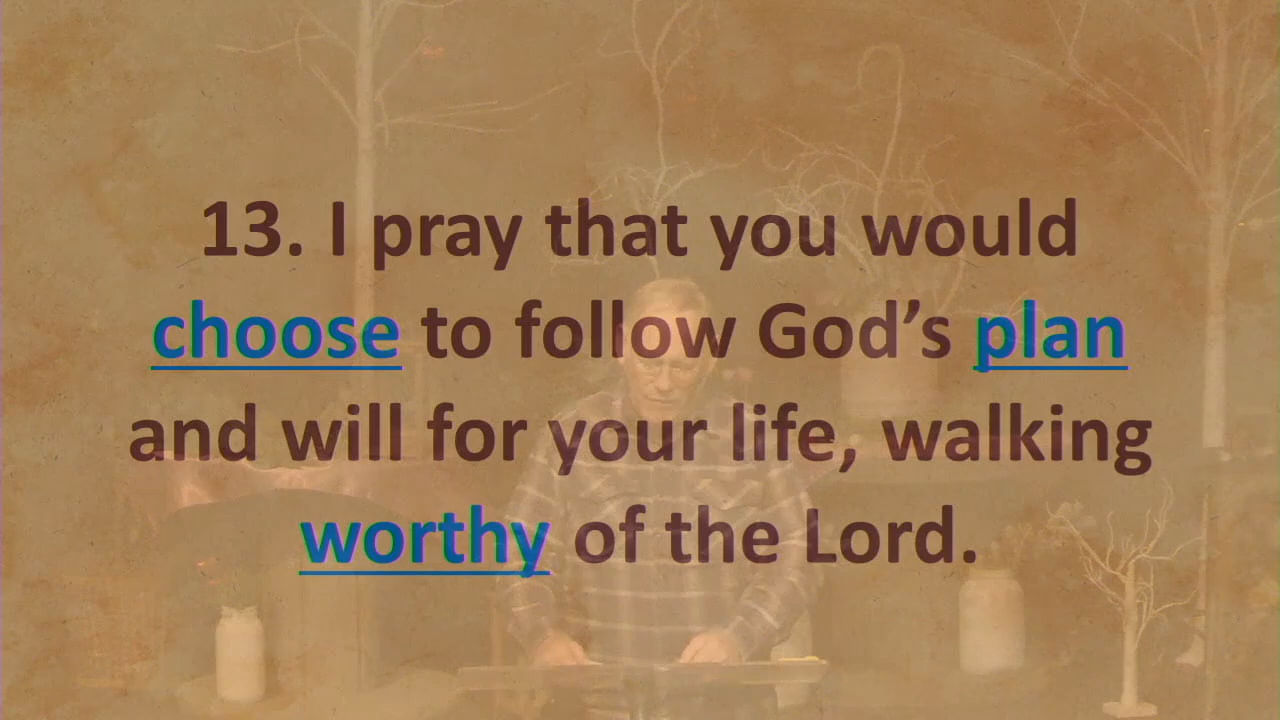 13. I pray that you would
choose to follow God’s plan
and will for your life, walking
worthy of the Lord.